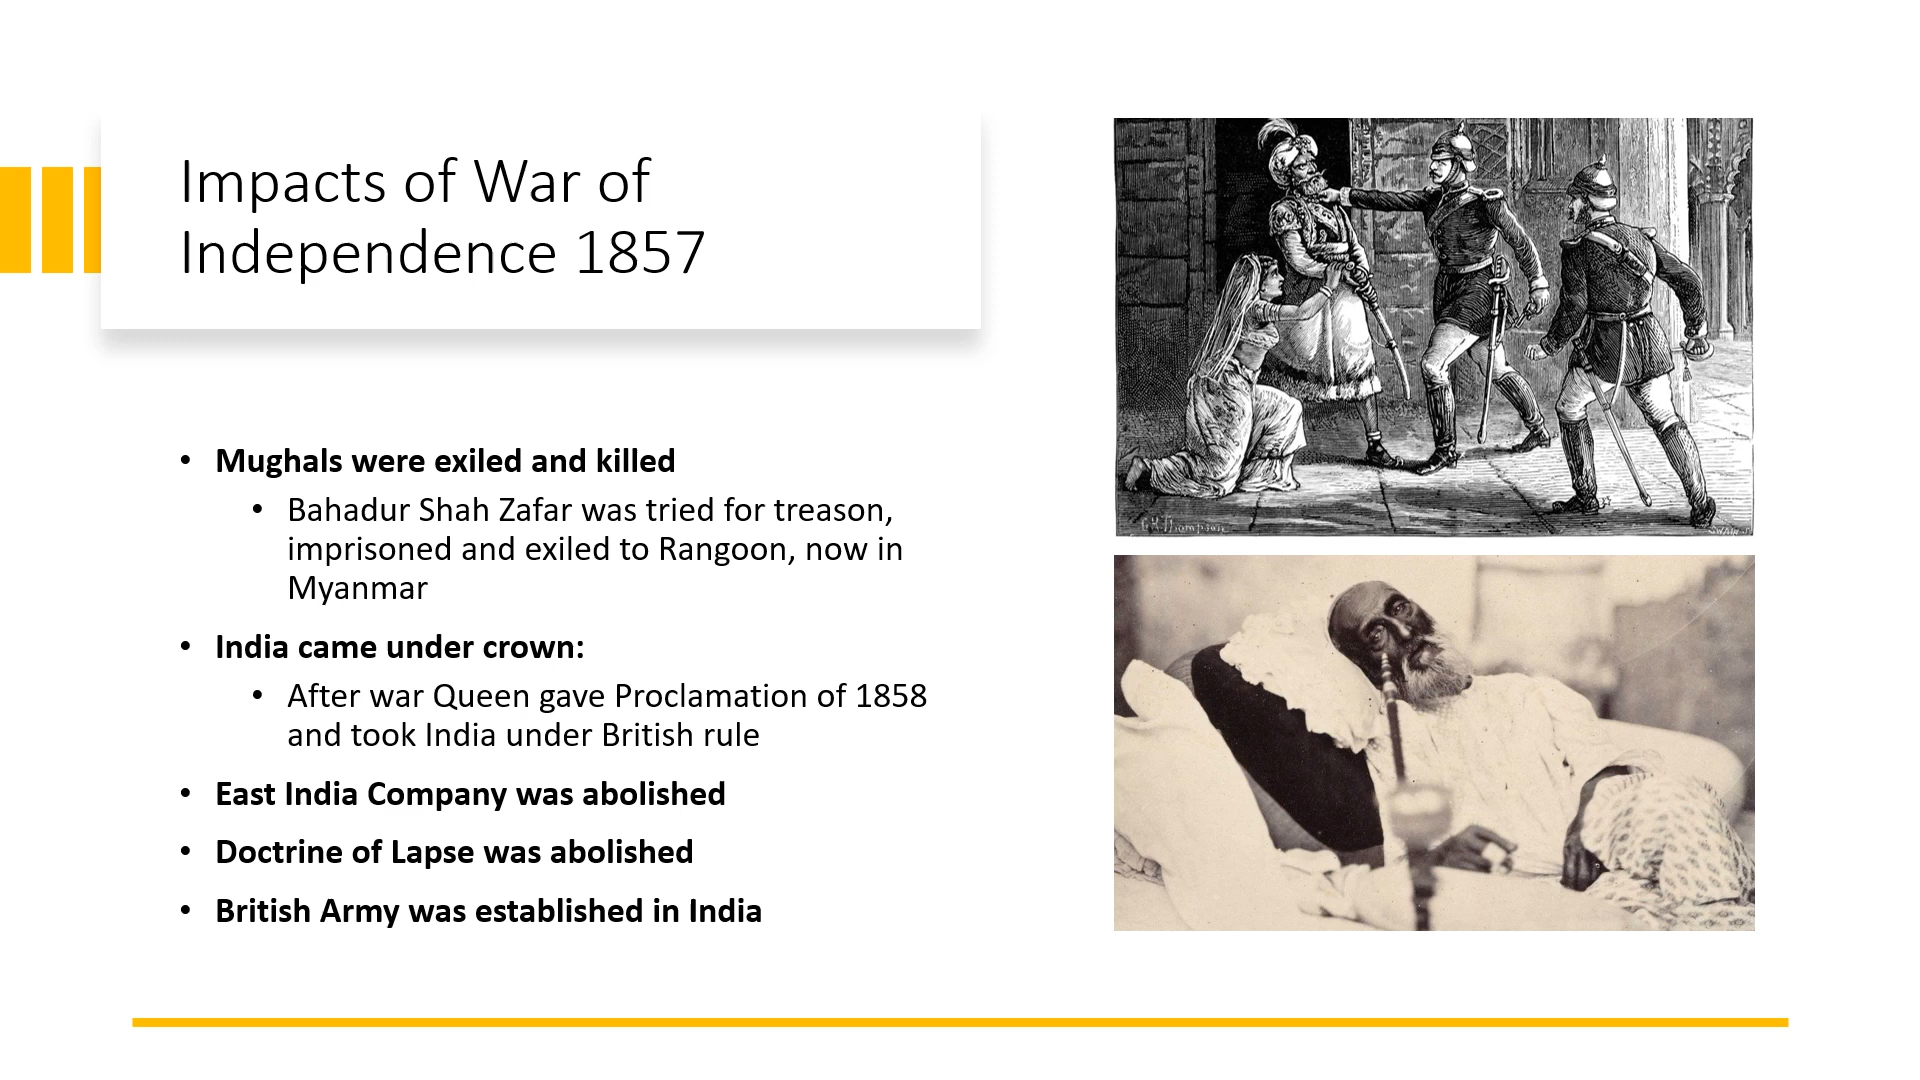 Impacts of War of
Independence 1857
• Mughals were exiled and killed
• Bahadur Shah Zafar was tried for treason,
imprisoned and exiled to Rangoon, now in
Myanmar
• India came under crown:
• After war Queen gave Proclamation of 1858
and took India under British rule
• East India Company was abolished
• Doctrine of Lapse was abolished
• British Army was established in India